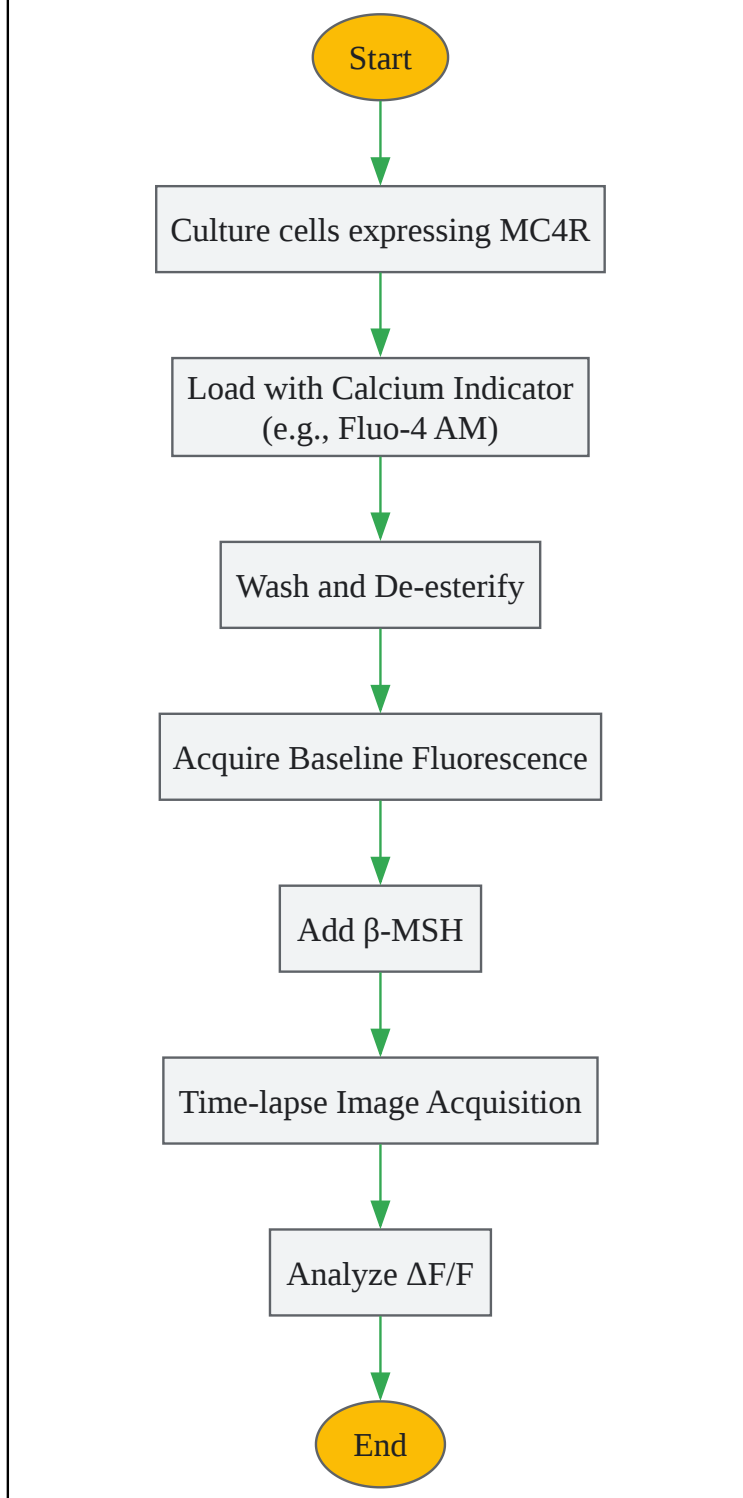 Start
Culture cells expressing MC4R
Load with Calcium Indicator
(e.g., Fluo-4 AM)
Wash and De-esterify
Acquire Baseline Fluorescence
Add β-MSH
Time-lapse Image Acquisition
Analyze ΔF/F
End